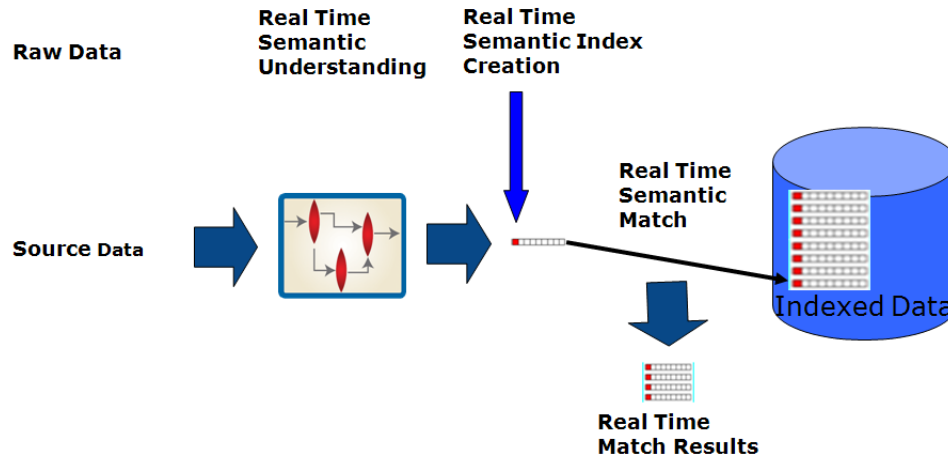 Raw Data
Real Time
Semantic
Understanding
Real Time
Semantic Index
Creation
Source Data
Real Time
Semantic
Match
Indexed Data
Real Time
Match Results